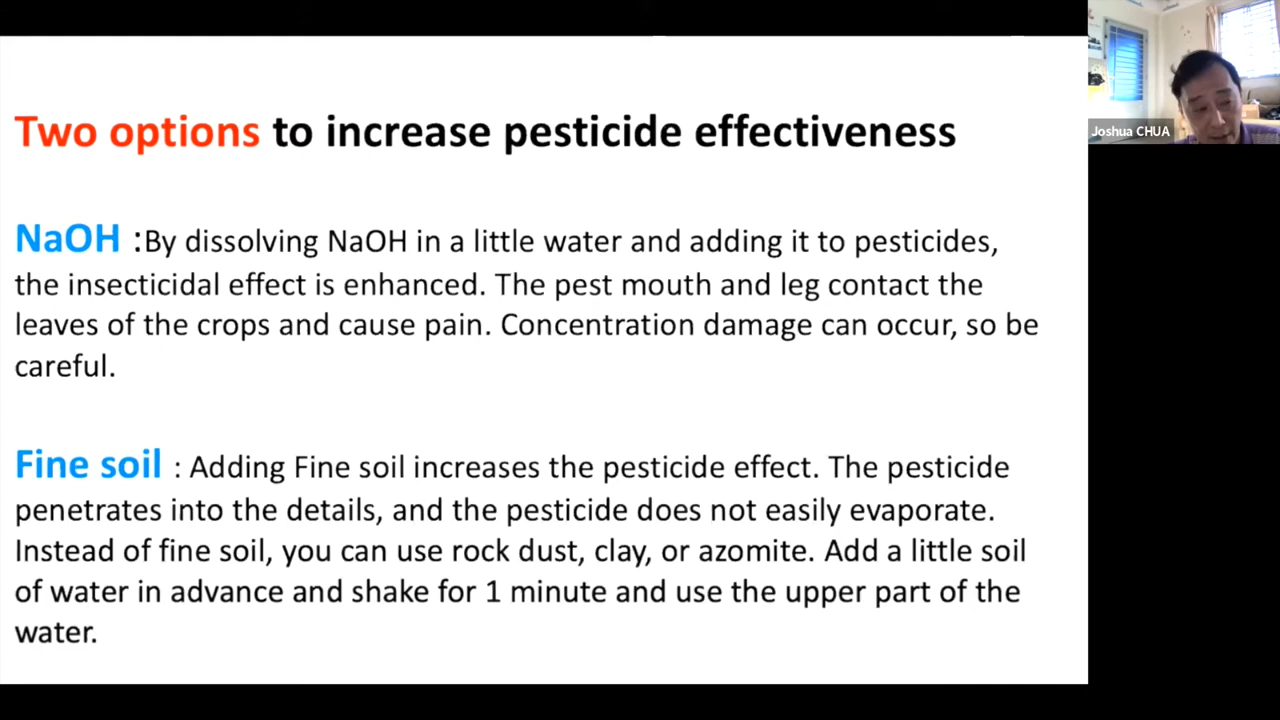 Two options to increase pesticide effectiveness
Joshua CHUA
NaOH :By dissolving NaOH in a little water and adding it to pesticides,
the insecticidal effect is enhanced. The pest mouth and leg contact the
leaves of the crops and cause pain. Concentration damage can occur, so be
careful.
Fine soil : Adding Fine soil increases the pesticide effect. The pesticide
penetrates into the details, and the pesticide does not easily evaporate.
Instead of fine soil, you can use rock dust, clay, or azomite. Add a little soil
of water in advance and shake for 1 minute and use the upper part of the
water.